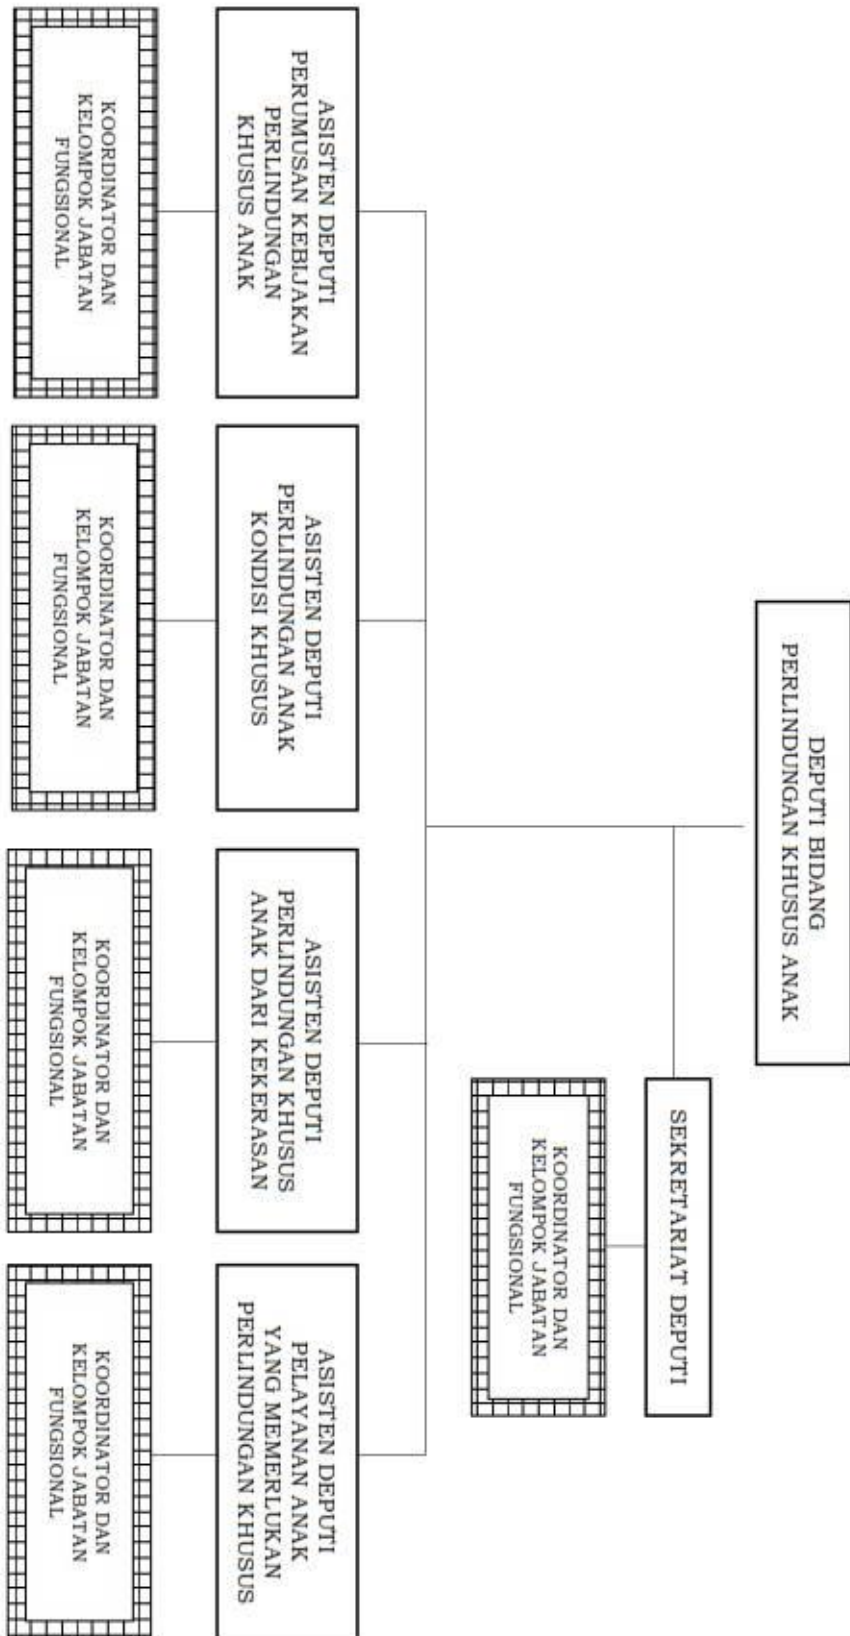 DEPUTI BIDANG
PERLINDUNGAN KHUSUS ANAK
SEKRETARIAT DEPUTI
KOORDINATOR DAN
KELOMPOK JABATAN
FUNGSIONAL
ASISTEN DEPUTI
PERUMUSAN KEBIJAKAN
PERLINDUNGAN
KHUSUS ANAK
ASISTEN DEPUTI
PERLINDUNGAN ANAK
KONDISI KHUSUS
ASISTEN DEPUTI
PERLINDUNGAN KHUSUS
ANAK DARI KEKERASAN
ASISTEN DEPUTI
PELAYANAN ANAK
YANG MEMERLUKAN
PERLINDUNGAN KHUSUS
KOORDINATOR DAN
KELOMPOK JABATAN
FUNGSIONAL
KOORDINATOR DAN
KELOMPOK JABATAN
FUNGSIONAL
KOORDINATOR DAN
KELOMPOK JABATAN
FUNGSIONAL
KOORDINATOR DAN
KELOMPOK JABATAN
FUNGSIONAL